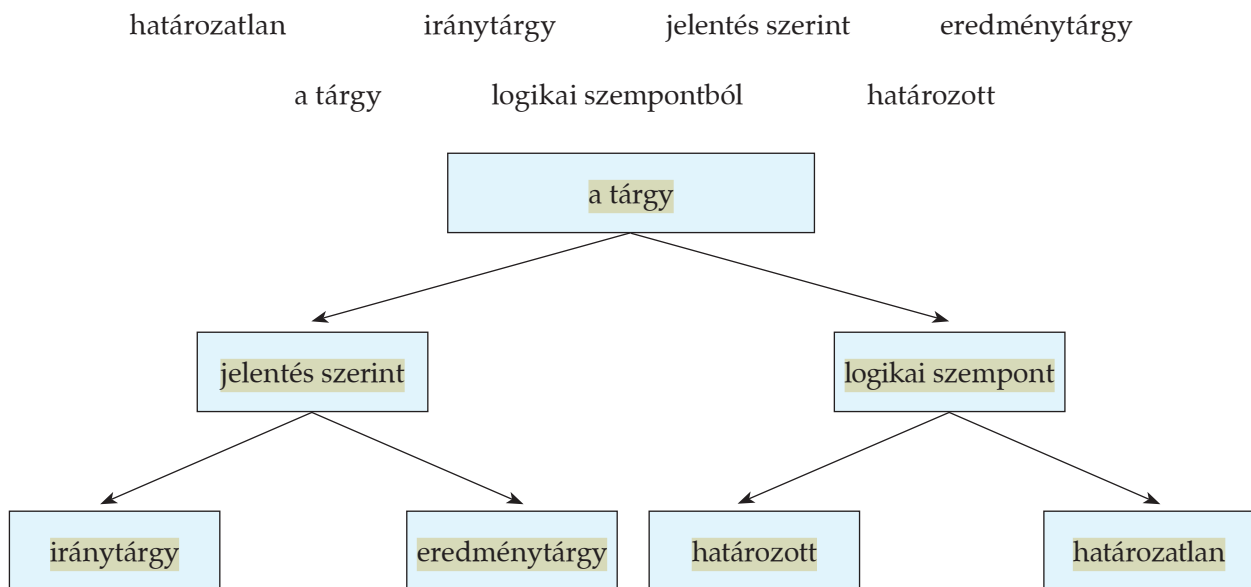 határozatlan iránytárgy jelentés szerint eredménytárgy
a tárgy logikai szempontból határozott
a tárgy
jelentés szerint logikai szempont
iránytárgy eredménytárgy határozott határozatlan